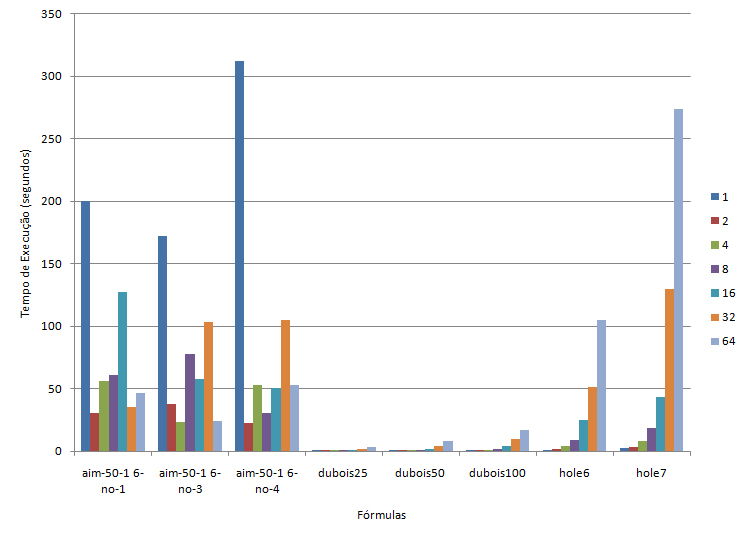 350
300
250
200
150
100
50
0
Tempo de Execução (segundos)
aim-50-1 6-
no-1
aim-50-1 6-
no-3
aim-50-1 6-
no-4
dubois25
dubois50
dubois100
hole6
hole7
Fórmulas
1
2
4
8
16
32
64